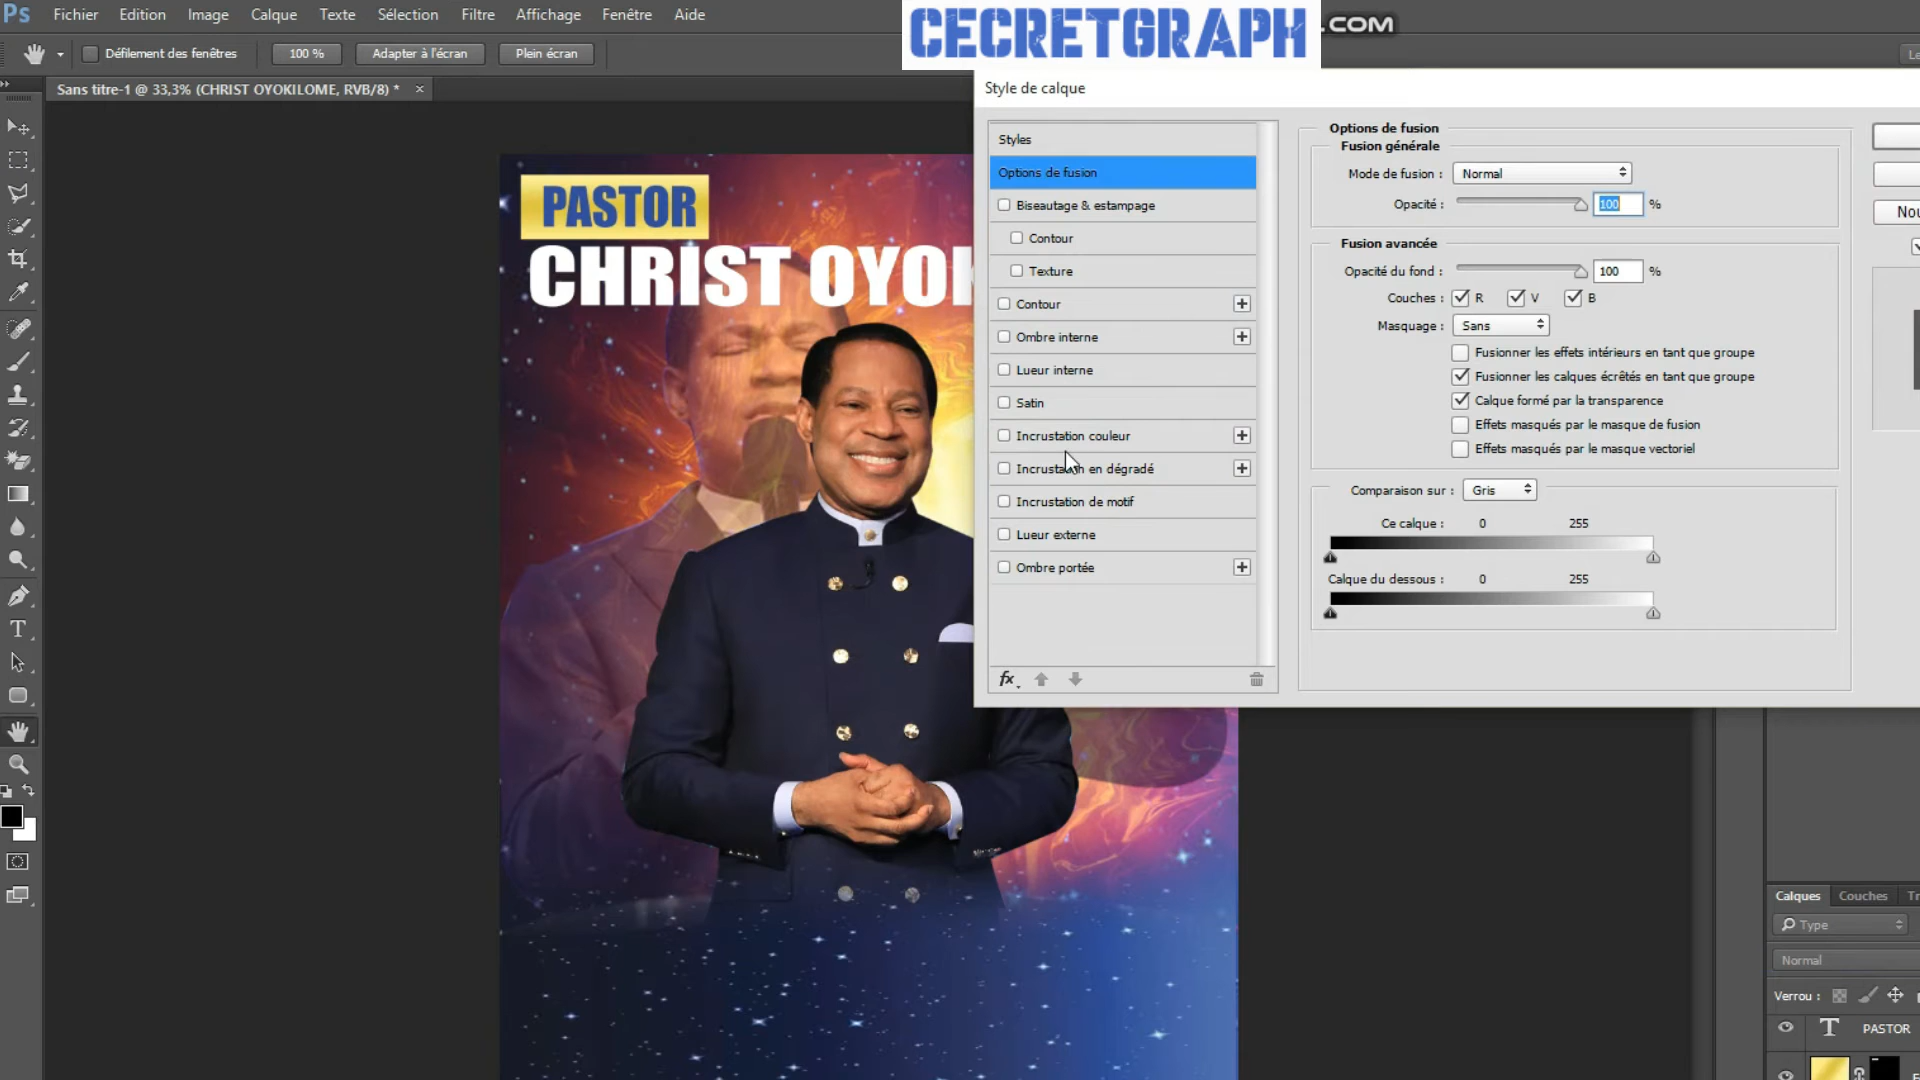 Ps Fichier Edition Image Calque Texte Sélection Filtre Affichage Fenêtre Aide
CECRETGRAPH
.COM
Défilement des fenêtres 100 % Adapter à l'écran Plein écran
Sans titre-1 @ 33,3% (CHRIST OYOKILOME, RVB/8) * ×
PASTOR
CHRIST OYOK
Style de calque
Styles
Options de fusion
Biseautage & estampage
Contour
Texture
Contour
Ombre interne
Lueur interne
Satin
Incrustation couleur
Incrustation en dégradé
Incrustation de motif
Lueur externe
Ombre portée
fx
Options de fusion
Fusion générale
Mode de fusion : Normal
Opacité : 100 %
Fusion avancée
Opacité du fond : 100 %
Couches : R V B
Masquage : Sans
Fusionner les effets intérieurs en tant que groupe
Fusionner les calques écrêtés en tant que groupe
Calque formé par la transparence
Effets masqués par le masque de fusion
Effets masqués par le masque vectoriel
Comparaison sur : Gris
Ce calque : 0 255
Calque du dessous : 0 255
Nou
Le
Calques Couches Tr
Type
Normal
Verrou :
T PASTOR